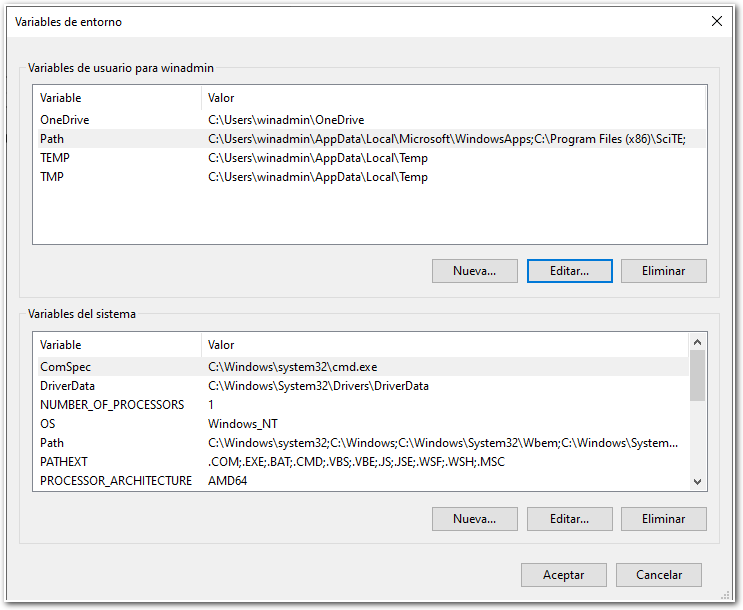 Variables de entorno
Variables de usuario para winadmin
Variable Valor
OneDrive C:\Users\winadmin\OneDrive
Path C:\Users\winadmin\AppData\Local\Microsoft\WindowsApps;C:\Program Files (x86)\SciTE;
TEMP C:\Users\winadmin\AppData\Local\Temp
TMP C:\Users\winadmin\AppData\Local\Temp
Nueva... Editar... Eliminar
Variables del sistema
Variable Valor
ComSpec C:\Windows\system32\cmd.exe
DriverData C:\Windows\System32\Drivers\DriverData
NUMBER_OF_PROCESSORS 1
OS Windows_NT
Path C:\Windows\system32;C:\Windows;C:\Windows\System32\Wbem;C:\Windows\System...
PATHEXT .COM;.EXE;.BAT;.CMD;.VBS;.VBE;.JS;.JSE;.WSF;.WSH;.MSC
PROCESSOR_ARCHITECTURE AMD64
Nueva... Editar... Eliminar
Aceptar Cancelar